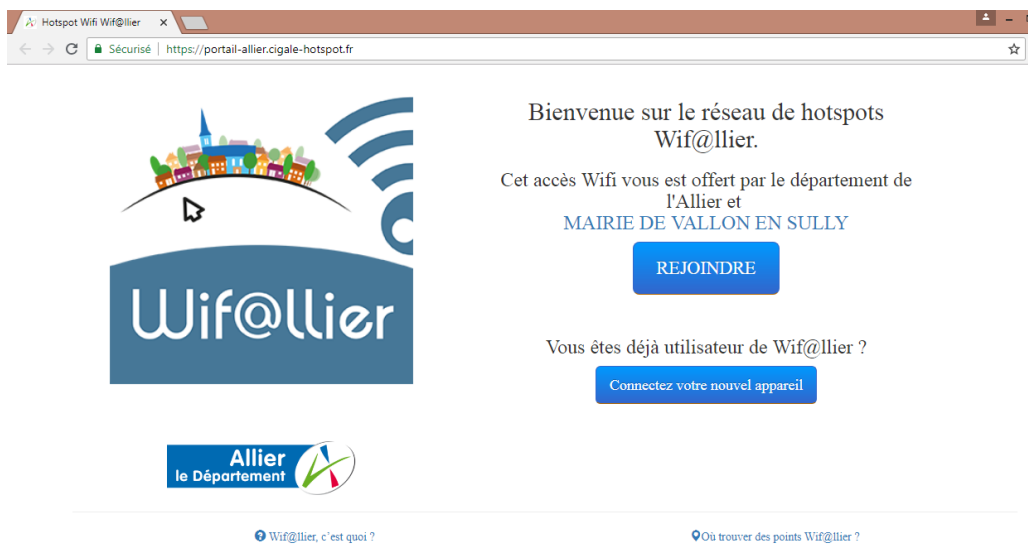 Hotspot Wifi Wif@llier
Sécurisé | https://portail-allier.cigale-hotspot.fr
Bienvenue sur le réseau de hotspots
Wif@llier.
Cet accès Wifi vous est offert par le département de
l'Allier et
MAIRIE DE VALLON EN SULLY
REJOINDRE
Wif@llier
Vous êtes déjà utilisateur de Wif@llier ?
Connectez votre nouvel appareil
Allier
le Département
Wif@llier, c'est quoi ?
Où trouver des points Wif@llier ?